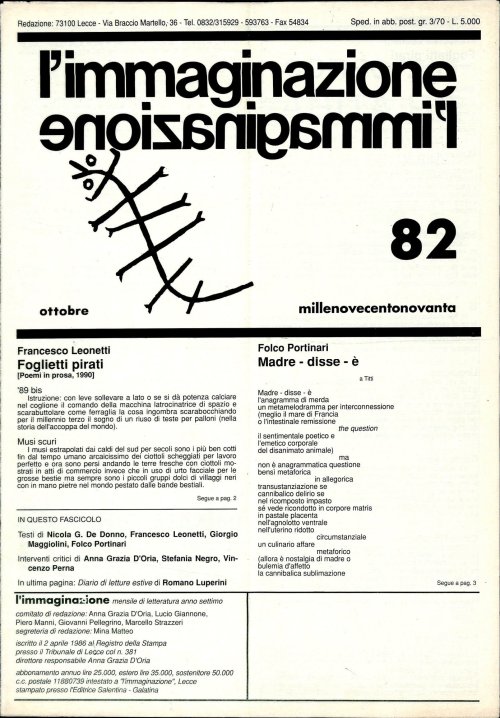 Redazione: 73100 Lecce - Via Braccio Martello, 36 - Tel. 0832/315929 - 593763 - Fax 54834
Sped. in abb. post. gr. 3/70 - L. 5.000
l'immaginazione
l'immaginazione
82
ottobre
millenovecentonovanta
Francesco Leonetti
Foglietti pirati
[Poemi in prosa, 1990]
'89 bis
Istruzione: con leve sollevare a lato o se si dà potenza calciare
nel coglione il comando della macchina latrocinatrice di spazio e
scarabuttolare come ferraglia la cosa ingombra scarabocchiando
per il millennio terzo il sogno di un riuso di teste per palloni (nella
storia dell'accoppa del mondo).
Musi scuri
I musi estrapolati dai caldi del sud per secoli sono i più ben cotti
fin dal tempo umano arcaicissimo dei ciottoli scheggiati per lavoro
perfetto e ora sono persi andando le terre fresche con ciottoli mo-
strati in atti di commercio invece che in uso di urto facciale per le
grosse bestie ma sempre sono i piccoli gruppi dolci di villaggi neri
con in mano pietre nel mondo pestato dalle bande bestiali.
Segue a pag. 2
IN QUESTO FASCICOLO
Testi di Nicola G. De Donno, Francesco Leonetti, Giorgio
Maggiolini, Folco Portinari
Interventi critici di Anna Grazia D'Oria, Stefania Negro, Vin-
cenzo Perna
In ultima pagina: Diario di letture estive di Romano Luperini
Folco Portinari
Madre - disse - è
a Titti
Madre - disse - è
l'anagramma di merda
un metamelodramma per interconnessione
(meglio il mare di Francia
o l'intestinale remissione
the question
il sentimentale poetico e
l'emetico corporale
del disanimato animale)
ma
non è anagrammatica questione
bensì metaforica
in allegorica
transustanziazione se
cannibalico delirio se
nel ricomposto impasto
sé vede ricondotto in corpore matris
in pastale placenta
nell'agnolotto ventrale
nell'uterino ridotto
circumstanziale
un culinario affare
metaforico
(allora è nostalgia di madre o
bulemia d'affetto
la cannibalica sublimazione
Segue a pag. 3
l'immaginazione mensile di letteratura anno settimo
comitato di redazione: Anna Grazia D'Oria, Lucio Giannone,
Piero Manni, Giovanni Pellegrino, Marcello Strazzeri
segreteria di redazione: Mina Matteo
iscritto il 2 aprile 1986 al Registro della Stampa
presso il Tribunale di Lecce col n. 381
direttore responsabile Anna Grazia D'Oria
abbonamento annuo lire 25.000, estero lire 35.000, sostenitore 50.000
c.c. postale 11880739 intestato a "l'immaginazione", Lecce
stampato presso l'Editrice Salentina - Galatina